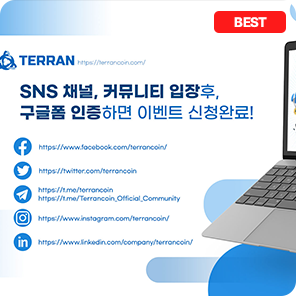 BEST
TERRAN https://terrancoin.com/
SNS 채널, 커뮤니티 입장후,
구글폼 인증하면 이벤트 신청완료!
https://www.facebook.com/terrancoin/
https://twitter.com/terrancoin
https://t.me/terrancoin
https://t.me/Terrancoin_Official_Community
https://www.instagram.com/terrancoin/
https://www.linkedin.com/company/terrancoin/